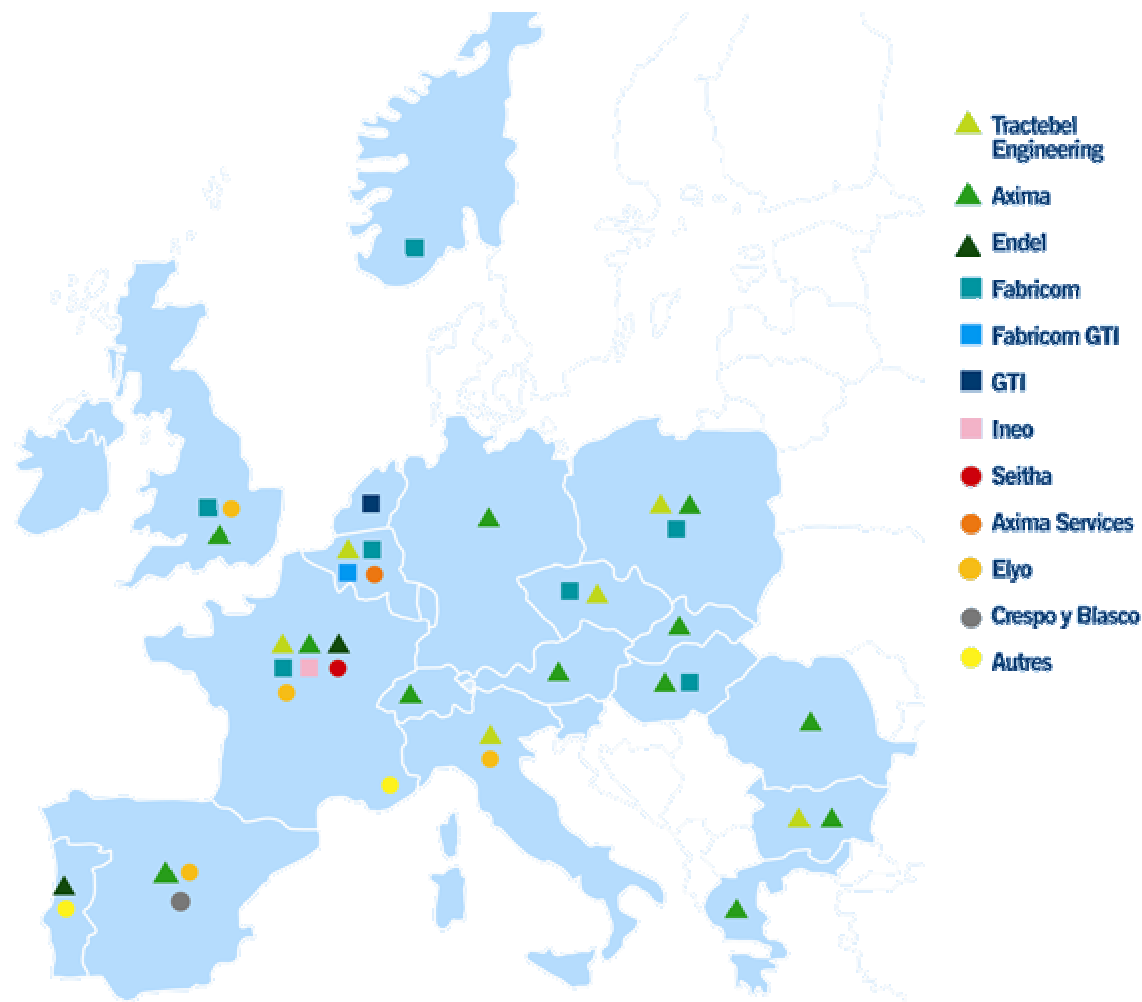 Tractebel
Engineering
Axima
Endel
Fabricom
Fabricom GTI
GTI
Ineo
Seitha
Axima Services
Elyo
Crespo y Blasco
Autres